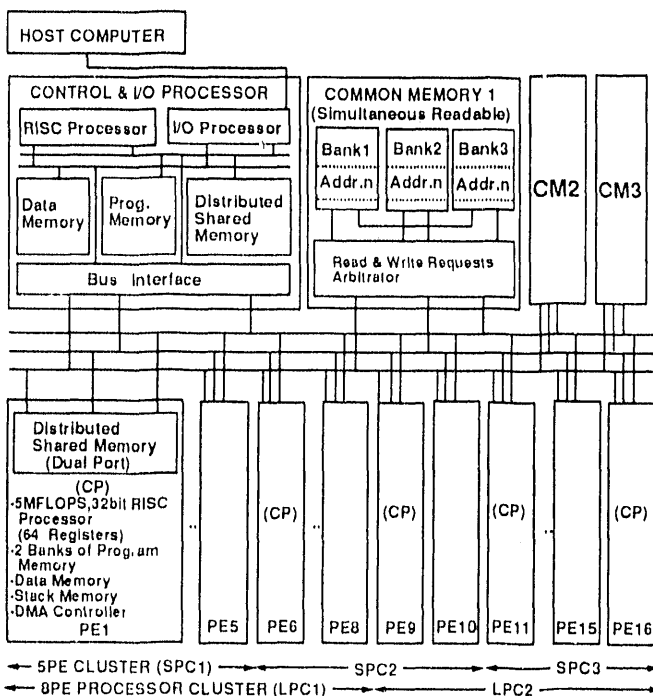 HOST COMPUTER
CONTROL & I/O PROCESSOR
RISC Processor
I/O Processor
Data
Memory
Prog.
Memory
Distributed
Shared
Memory
Bus Interface
COMMON MEMORY 1
(Simultaneous Readable)
Bank1
Bank2
Bank3
Addr.n
Addr.n
Addr.n
Read & Write Requests
Arbitrator
CM2
CM3
Distributed
Shared Memory
(Dual Port)
(CP)
·5MFLOPS,32bit RISC
Processor
(64 Registers)
·2 Banks of Program
Memory
·Data Memory
·Stack Memory
·DMA Controller
PE1
PE5
(CP)
PE6
PE8
(CP)
PE9
PE10
(CP)
PE11
PE15
(CP)
PE16
5PE CLUSTER (SPC1)
SPC2
SPC3
8PE PROCESSOR CLUSTER (LPC1)
LPC2